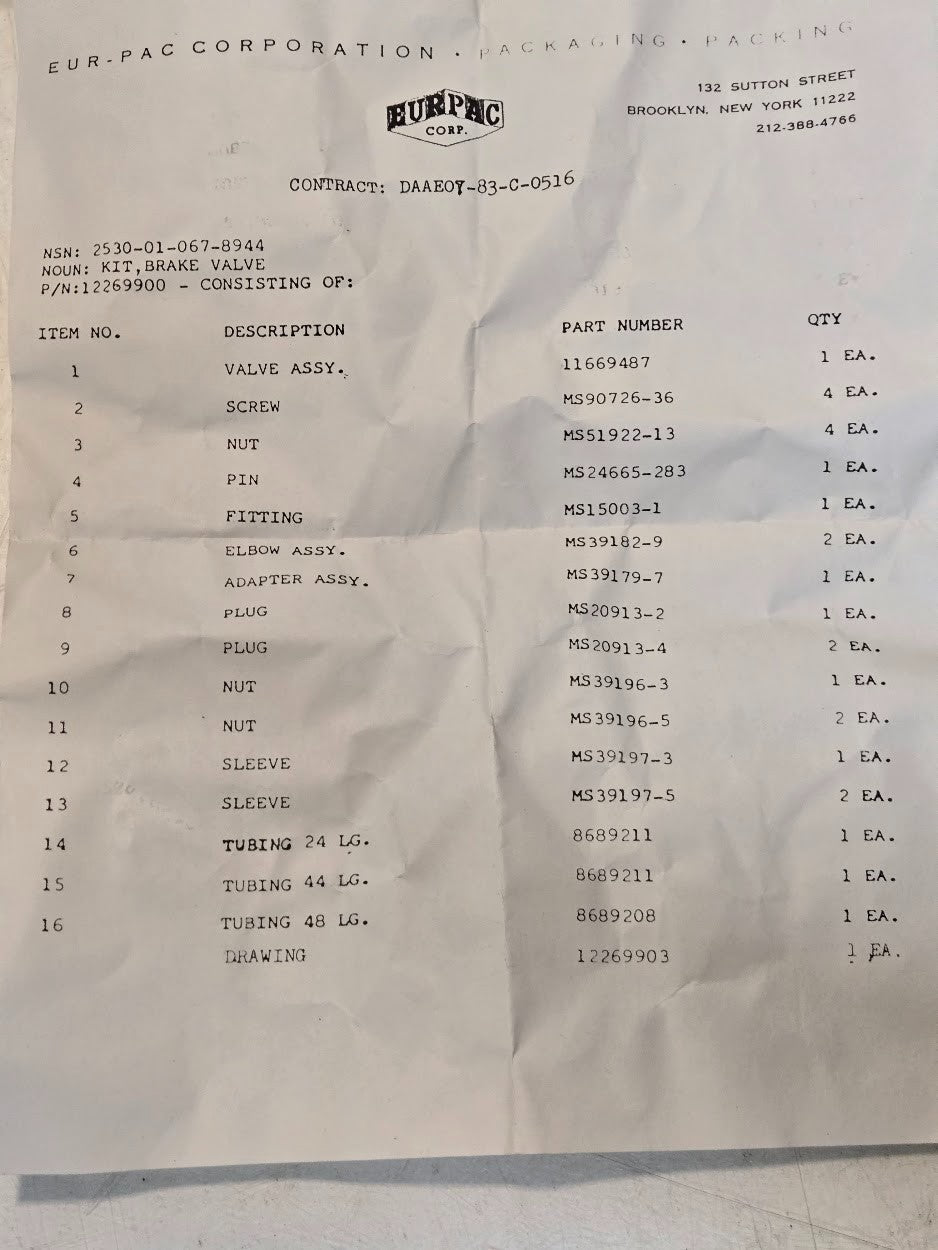 EUR-PAC CORPORATION · PACKAGING · PACKING
132 SUTTON STREET
BROOKLYN, NEW YORK 11222
212-388-4766
EURPAC
CORP.
CONTRACT: DAAE07-83-C-0516
NSN: 2530-01-067-8944
NOUN: KIT,BRAKE VALVE
P/N:12269900 - CONSISTING OF:
ITEM NO. DESCRIPTION PART NUMBER QTY
1 VALVE ASSY. 11669487 1 EA.
2 SCREW MS90726-36 4 EA.
3 NUT MS51922-13 4 EA.
4 PIN MS24665-283 1 EA.
5 FITTING MS15003-1 1 EA.
6 ELBOW ASSY. MS39182-9 2 EA.
7 ADAPTER ASSY. MS39179-7 1 EA.
8 PLUG MS20913-2 1 EA.
9 PLUG MS20913-4 2 EA.
10 NUT MS39196-3 1 EA.
11 NUT MS39196-5 2 EA.
12 SLEEVE MS39197-3 1 EA.
13 SLEEVE MS39197-5 2 EA.
14 TUBING 24 LG. 8689211 1 EA.
15 TUBING 44 LG. 8689211 1 EA.
16 TUBING 48 LG. 8689208 1 EA.
DRAWING 12269903 1 EA.